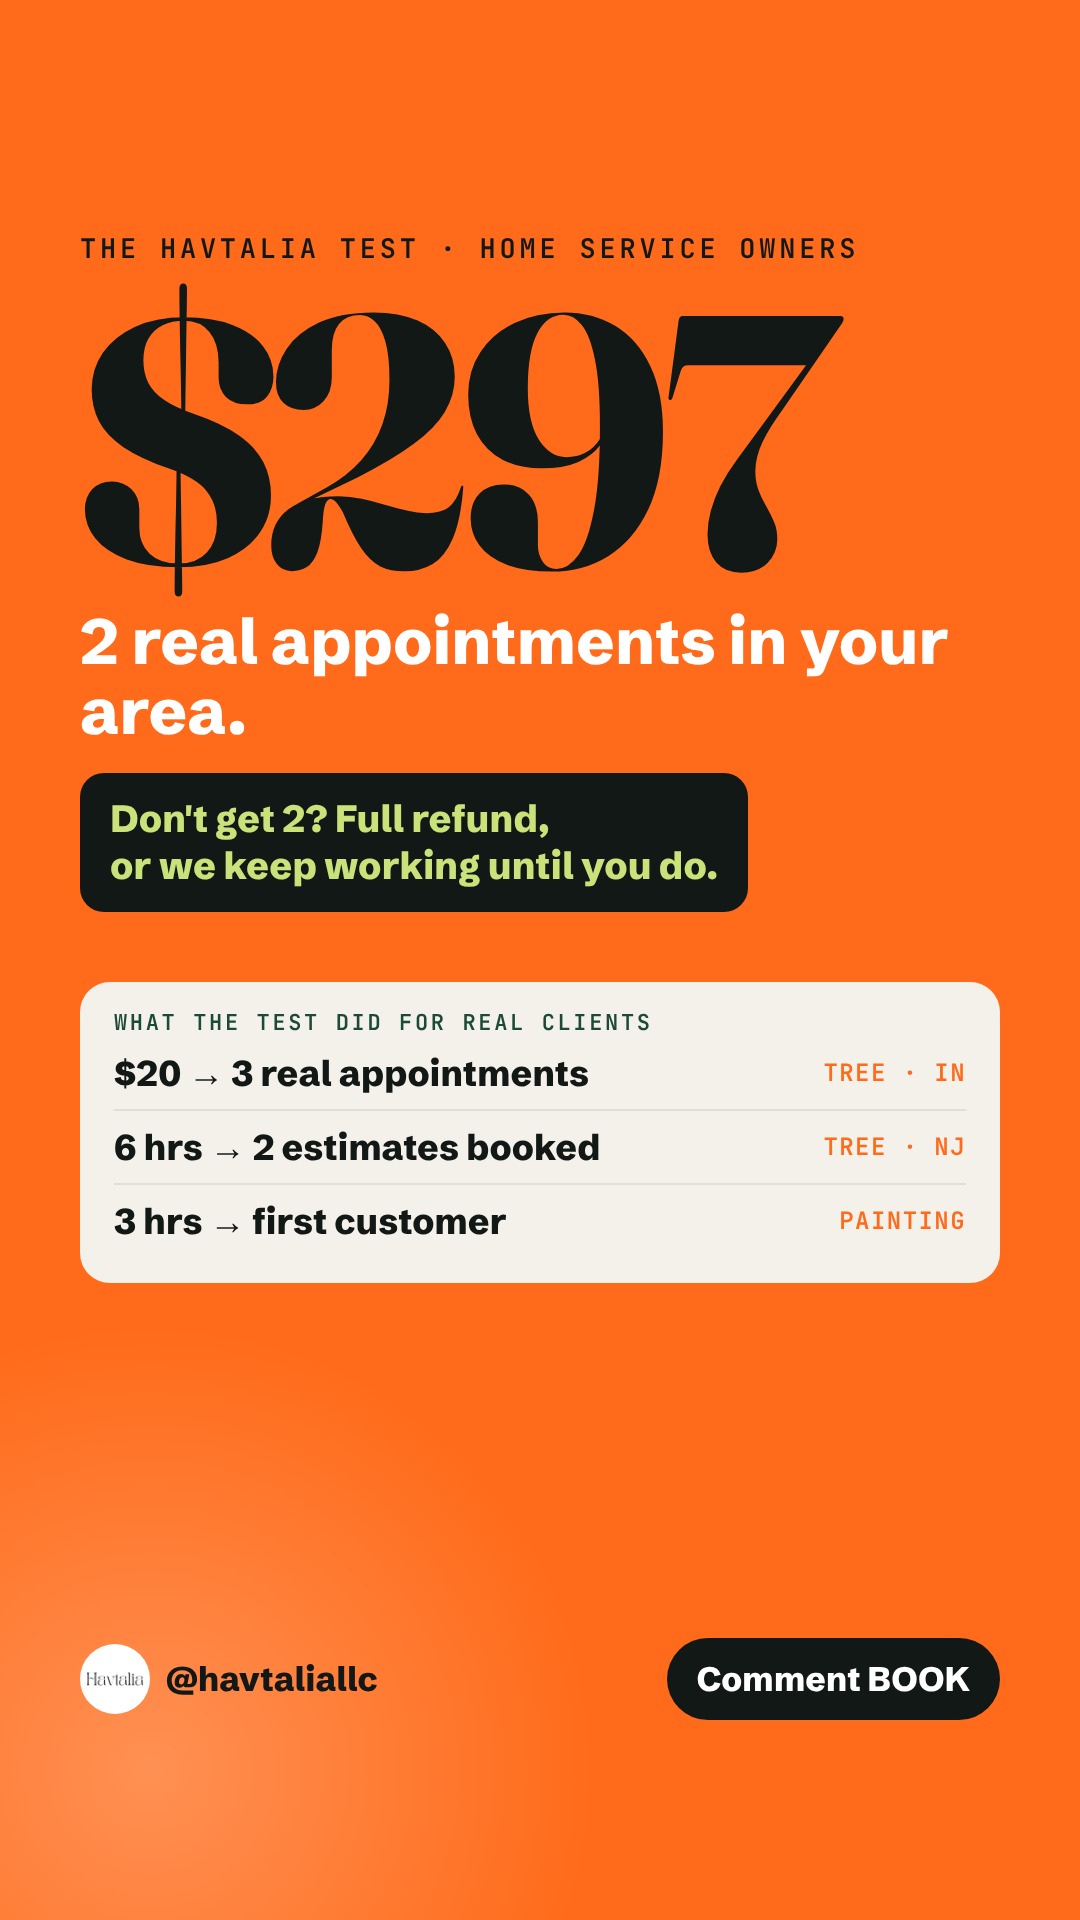 THE HAVTALIA TEST · HOME SERVICE OWNERS
$297
2 real appointments in your
area.
Don't get 2? Full refund,
or we keep working until you do.
WHAT THE TEST DID FOR REAL CLIENTS
$20 → 3 real appointments TREE · IN
6 hrs → 2 estimates booked TREE · NJ
3 hrs → first customer PAINTING
Havtalia @havtaliallc Comment BOOK